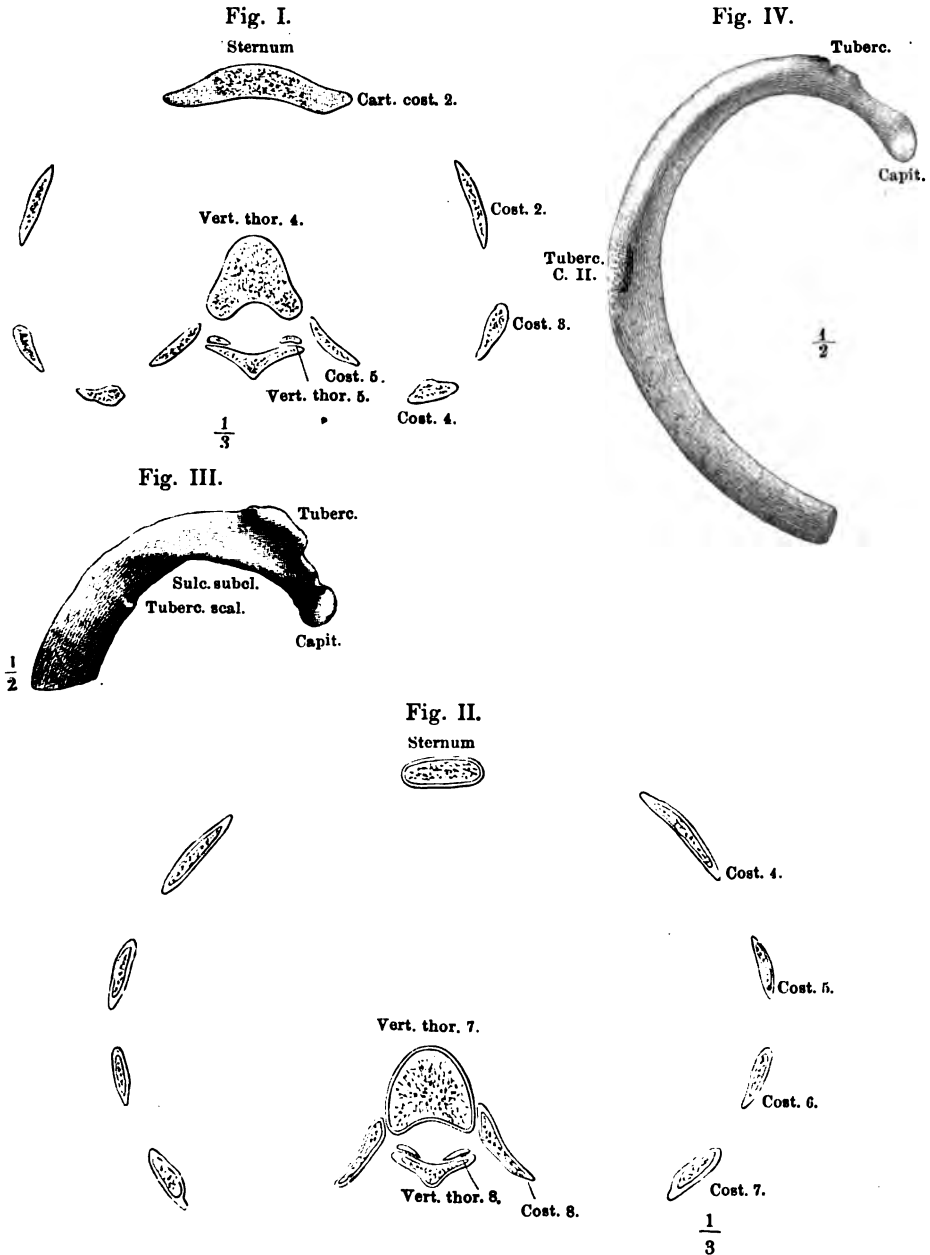 Fig. I.
Sternum
Cart. cost. 2.
Cost. 2.
Vert. thor. 4.
Cost. 3.
Cost. 5.
Vert. thor. 5.
Cost. 4.
1
3
Fig. IV.
Tuberc.
Capit.
Tuberc.
C. II.
1
2
Fig. III.
Tuberc.
Sulc. subcl.
Tuberc. scal.
Capit.
1
2
Fig. II.
Sternum
Cost. 4.
Cost. 5.
Vert. thor. 7.
Cost. 6.
Vert. thor. 8.
Cost. 8.
Cost. 7.
1
3